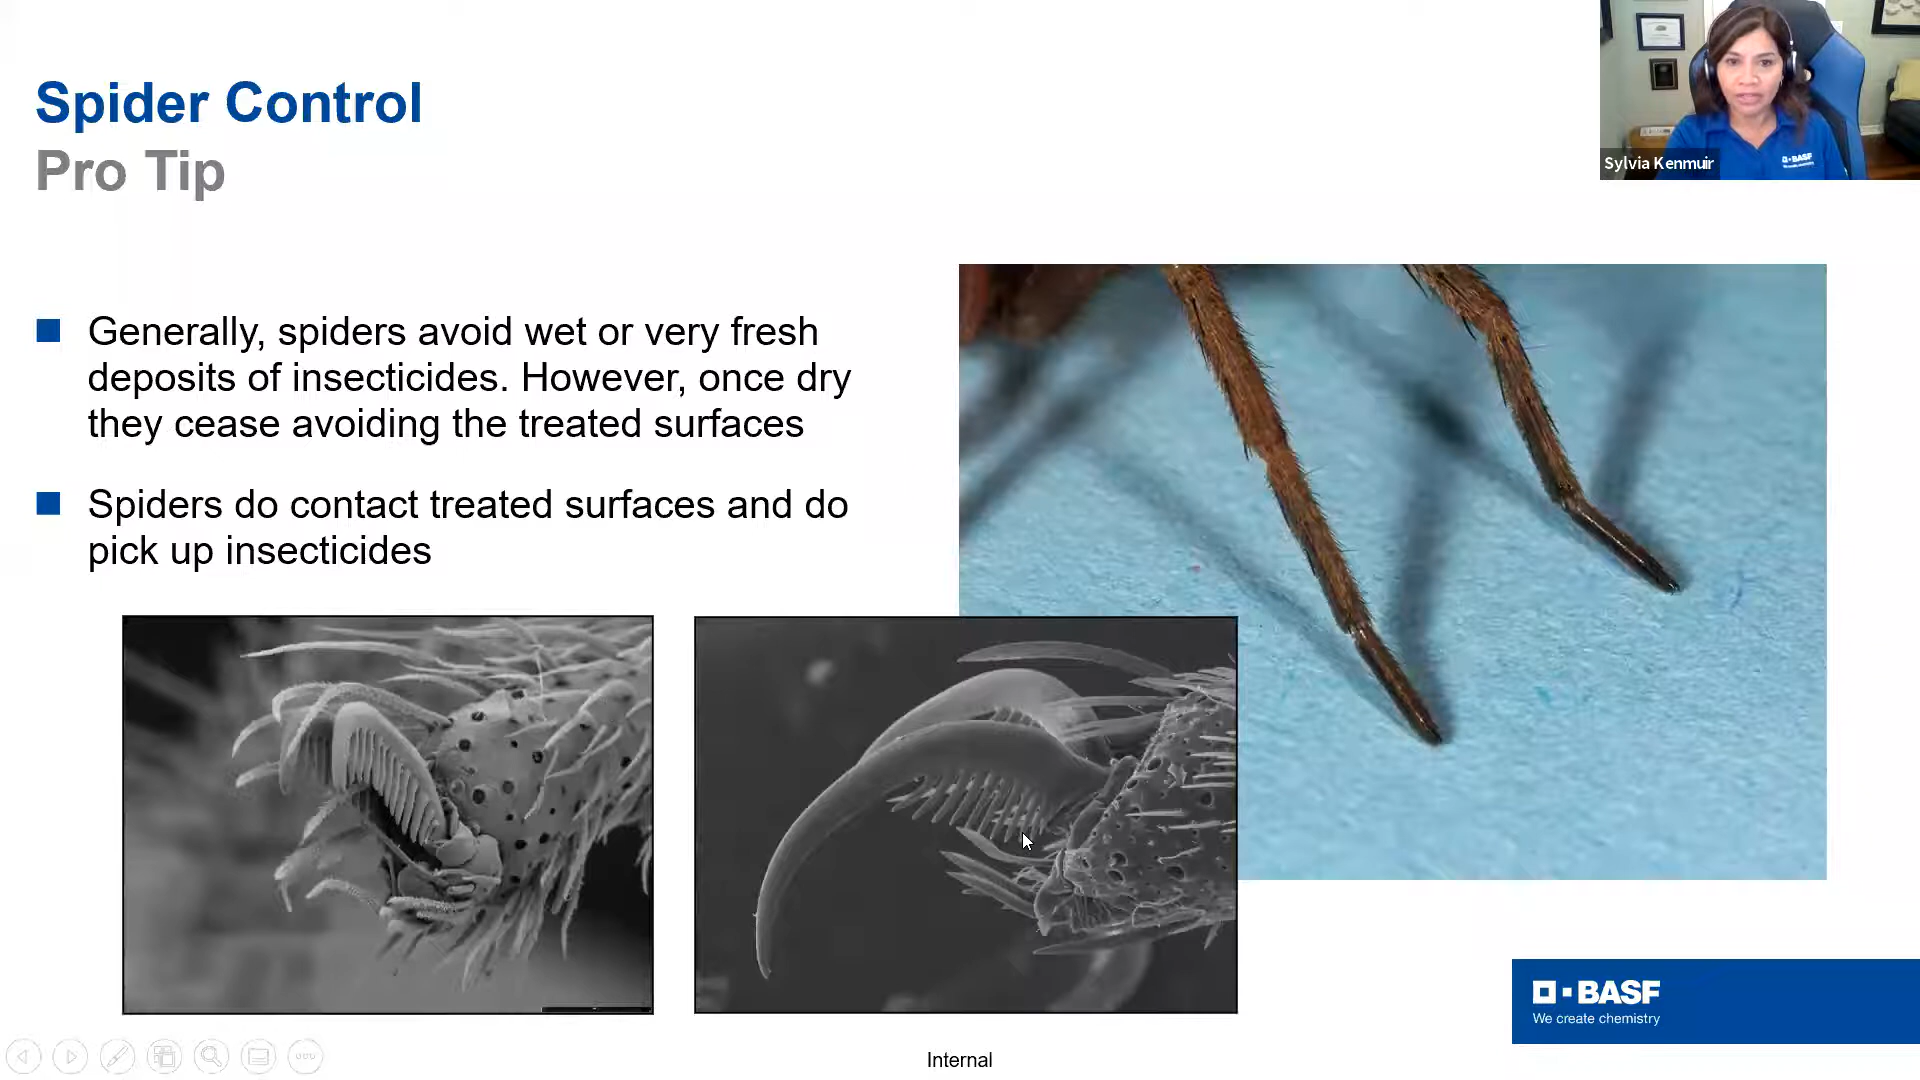 Spider Control
Pro Tip
Sylvia Kenmuir
BASF
Generally, spiders avoid wet or very fresh
deposits of insecticides. However, once dry
they cease avoiding the treated surfaces
Spiders do contact treated surfaces and do
pick up insecticides
BASF
We create chemistry
Internal